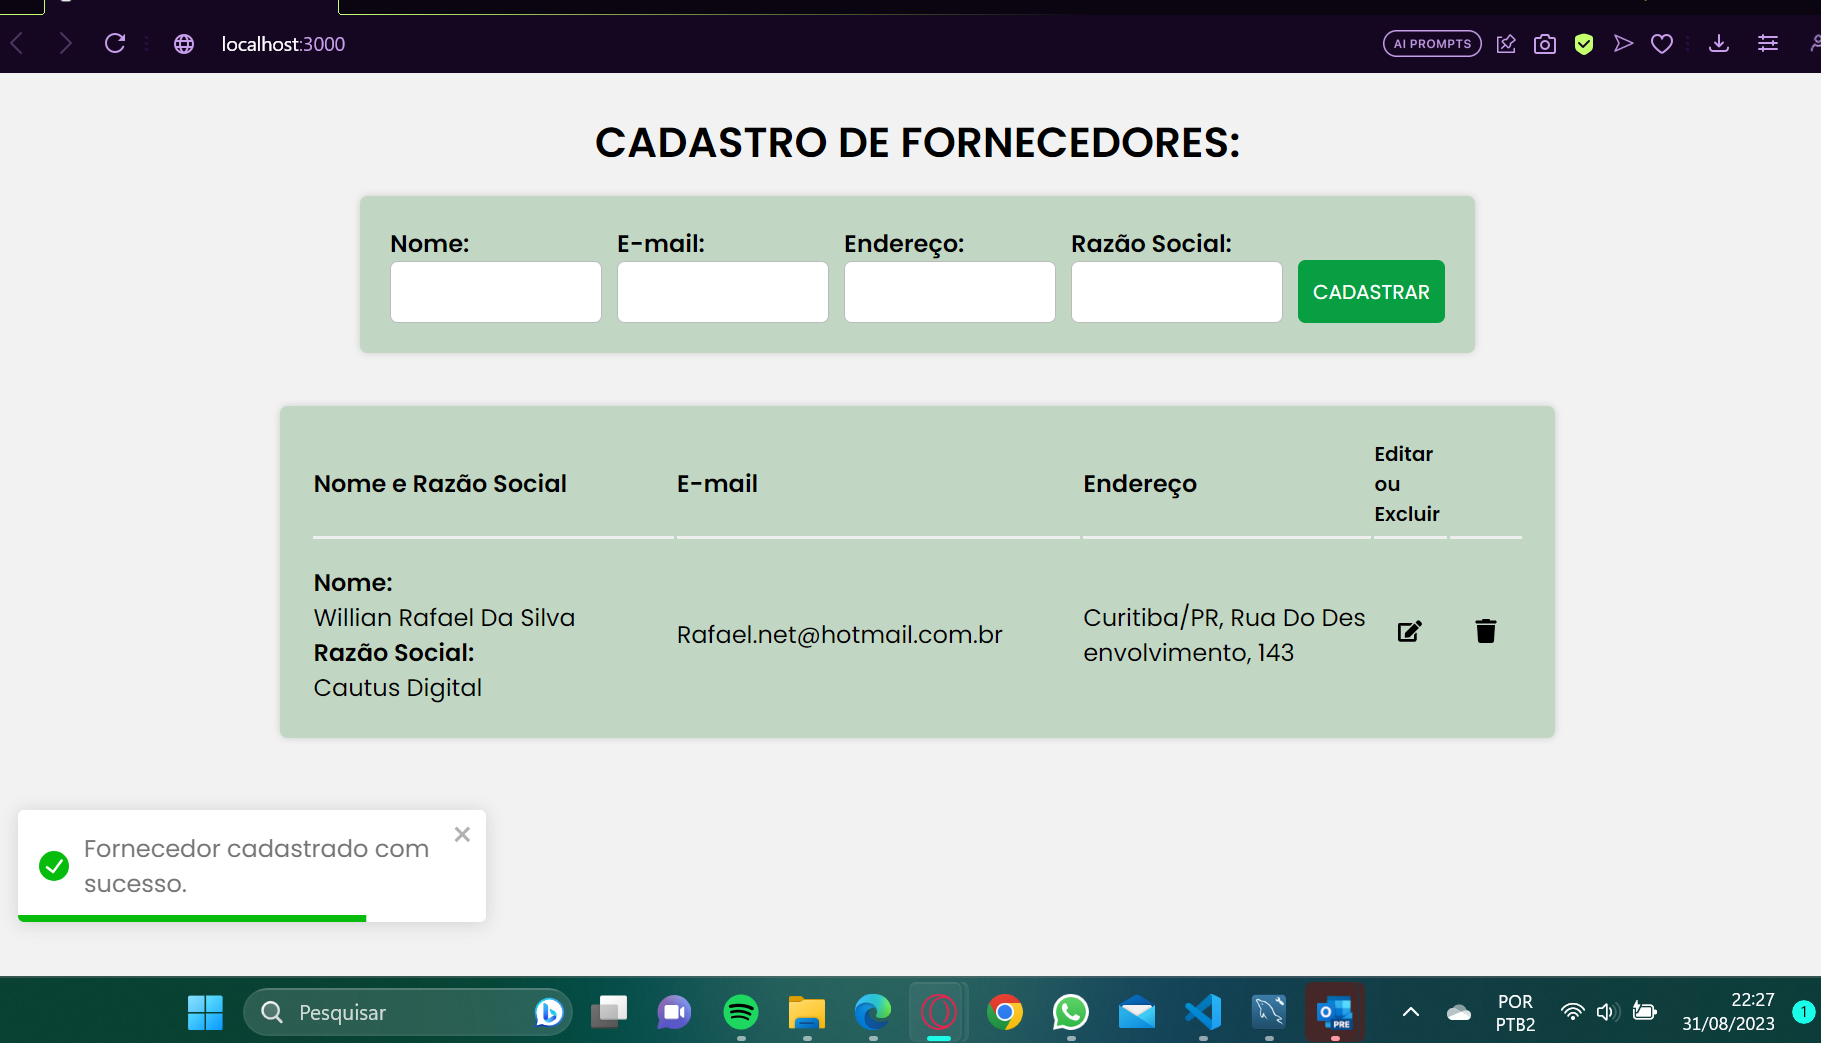 localhost:3000
AI PROMPTS
CADASTRO DE FORNECEDORES:
Nome:
E-mail:
Endereço:
Razão Social:
CADASTRAR
Nome e Razão Social
E-mail
Endereço
Editar
ou
Excluir
Nome:
Willian Rafael Da Silva
Razão Social:
Cautus Digital
Rafael.net@hotmail.com.br
Curitiba/PR, Rua Do Des
envolvimento, 143
Fornecedor cadastrado com
sucesso.
Pesquisar
PRE
POR
PTB2
22:27
31/08/2023
1